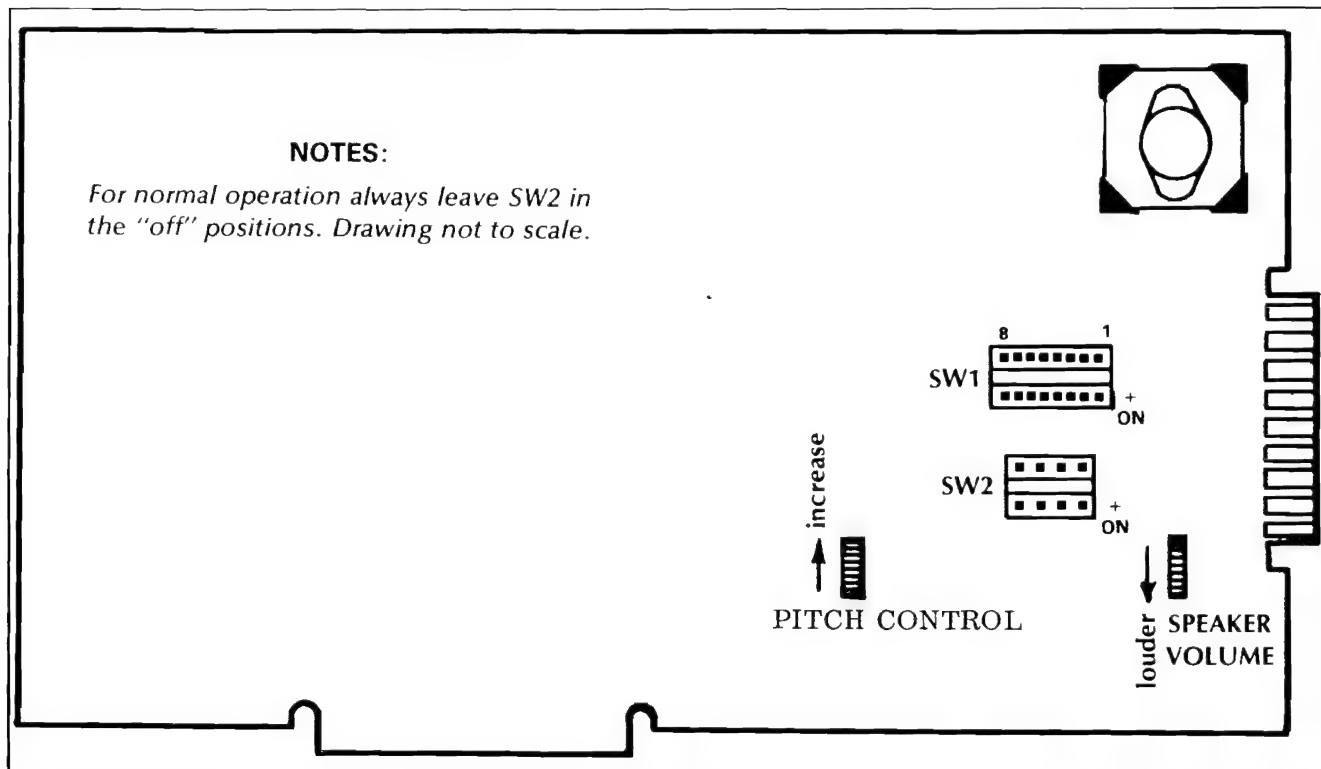 NOTES:
For normal operation always leave SW2 in
the "off" positions. Drawing not to scale.
8 1
SW1
+
ON
increase
SW2
+
ON
PITCH CONTROL
louder
SPEAKER
VOLUME